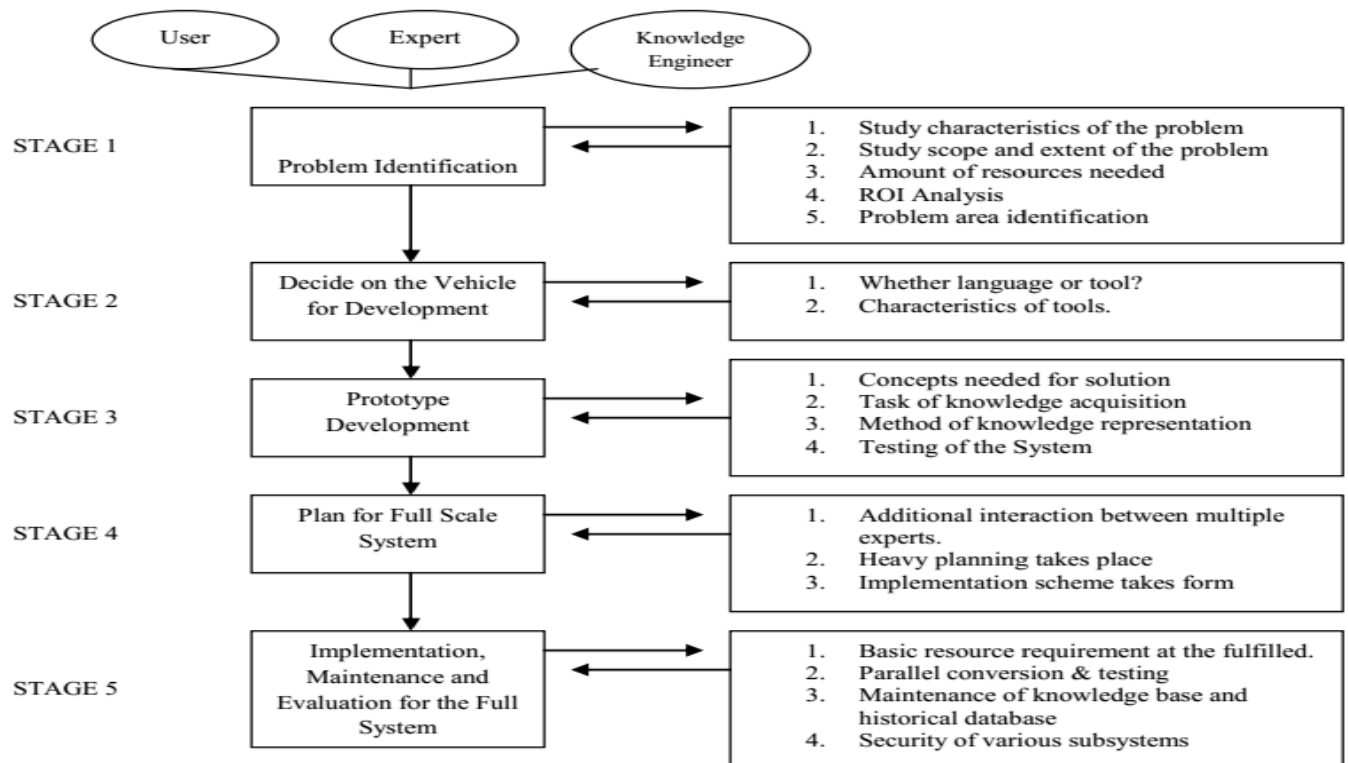 User
Expert
Knowledge
Engineer
STAGE 1
Problem Identification
1. Study characteristics of the problem
2. Study scope and extent of the problem
3. Amount of resources needed
4. ROI Analysis
5. Problem area identification
STAGE 2
Decide on the Vehicle
for Development
1. Whether language or tool?
2. Characteristics of tools.
STAGE 3
Prototype
Development
1. Concepts needed for solution
2. Task of knowledge acquisition
3. Method of knowledge representation
4. Testing of the System
STAGE 4
Plan for Full Scale
System
1. Additional interaction between multiple
experts.
2. Heavy planning takes place
3. Implementation scheme takes form
STAGE 5
Implementation,
Maintenance and
Evaluation for the Full
System
1. Basic resource requirement at the fulfilled.
2. Parallel conversion & testing
3. Maintenance of knowledge base and
historical database
4. Security of various subsystems